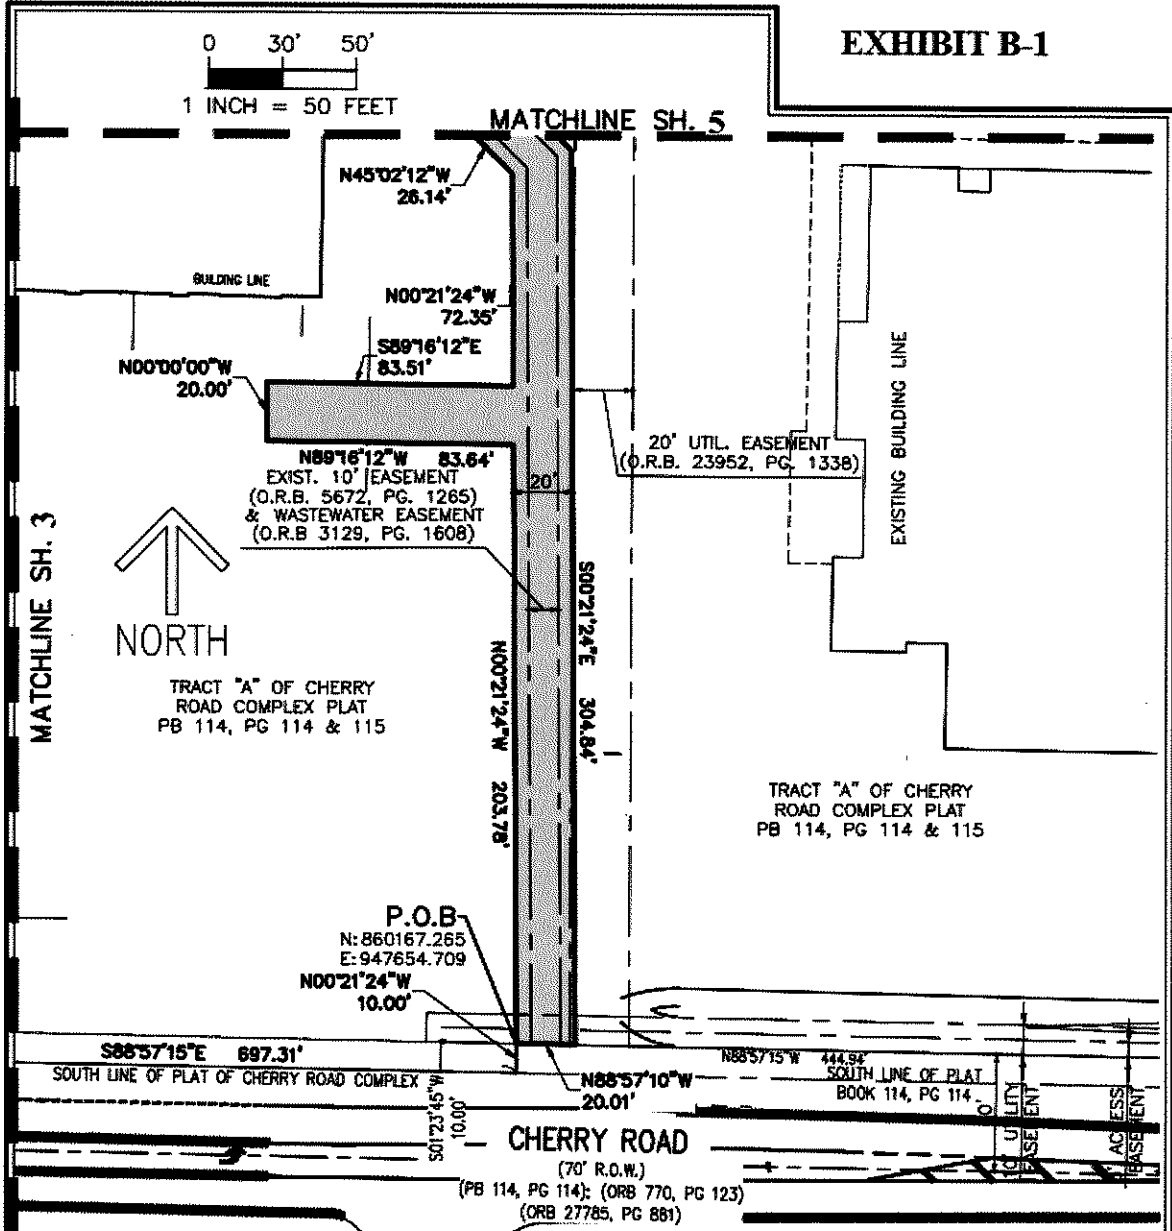 EXHIBIT B-1
0 30' 50'
1 INCH = 50 FEET
MATCHLINE SH. 5
N45°02'12"W
26.14'
BUILDING LINE
N00°21'24"W
72.35'
S89°16'12"E
83.51'
N00°00'00"W
20.00'
20' UTIL. EASEMENT
(O.R.B. 23952, PG. 1338)
EXISTING BUILDING LINE
N89°16'12"W 83.64'
EXIST. 10' EASEMENT
(O.R.B. 5672, PG. 1265)
& WASTEWATER EASEMENT
(O.R.B 3129, PG. 1608)
20'
MATCHLINE SH. 3
NORTH
S00°21'24"E 304.84'
N00°21'24"W 203.78'
TRACT "A" OF CHERRY
ROAD COMPLEX PLAT
PB 114, PG 114 & 115
TRACT "A" OF CHERRY
ROAD COMPLEX PLAT
PB 114, PG 114 & 115
P.O.B
N:860167.265
E:947654.709
N00°21'24"W
10.00'
S88°57'15"E 697.31'
SOUTH LINE OF PLAT OF CHERRY ROAD COMPLEX
S01°23'45"W
10.00'
N88°57'10"W
20.01'
N88°57'15"W 444.94'
SOUTH LINE OF PLAT
BOOK 114, PG 114
10' UTILITY
EASEMENT
ACCESS
EASEMENT
CHERRY ROAD
(70' R.O.W.)
(PB 114, PG 114); (ORB 770, PG 123)
(ORB 27785, PG 881)